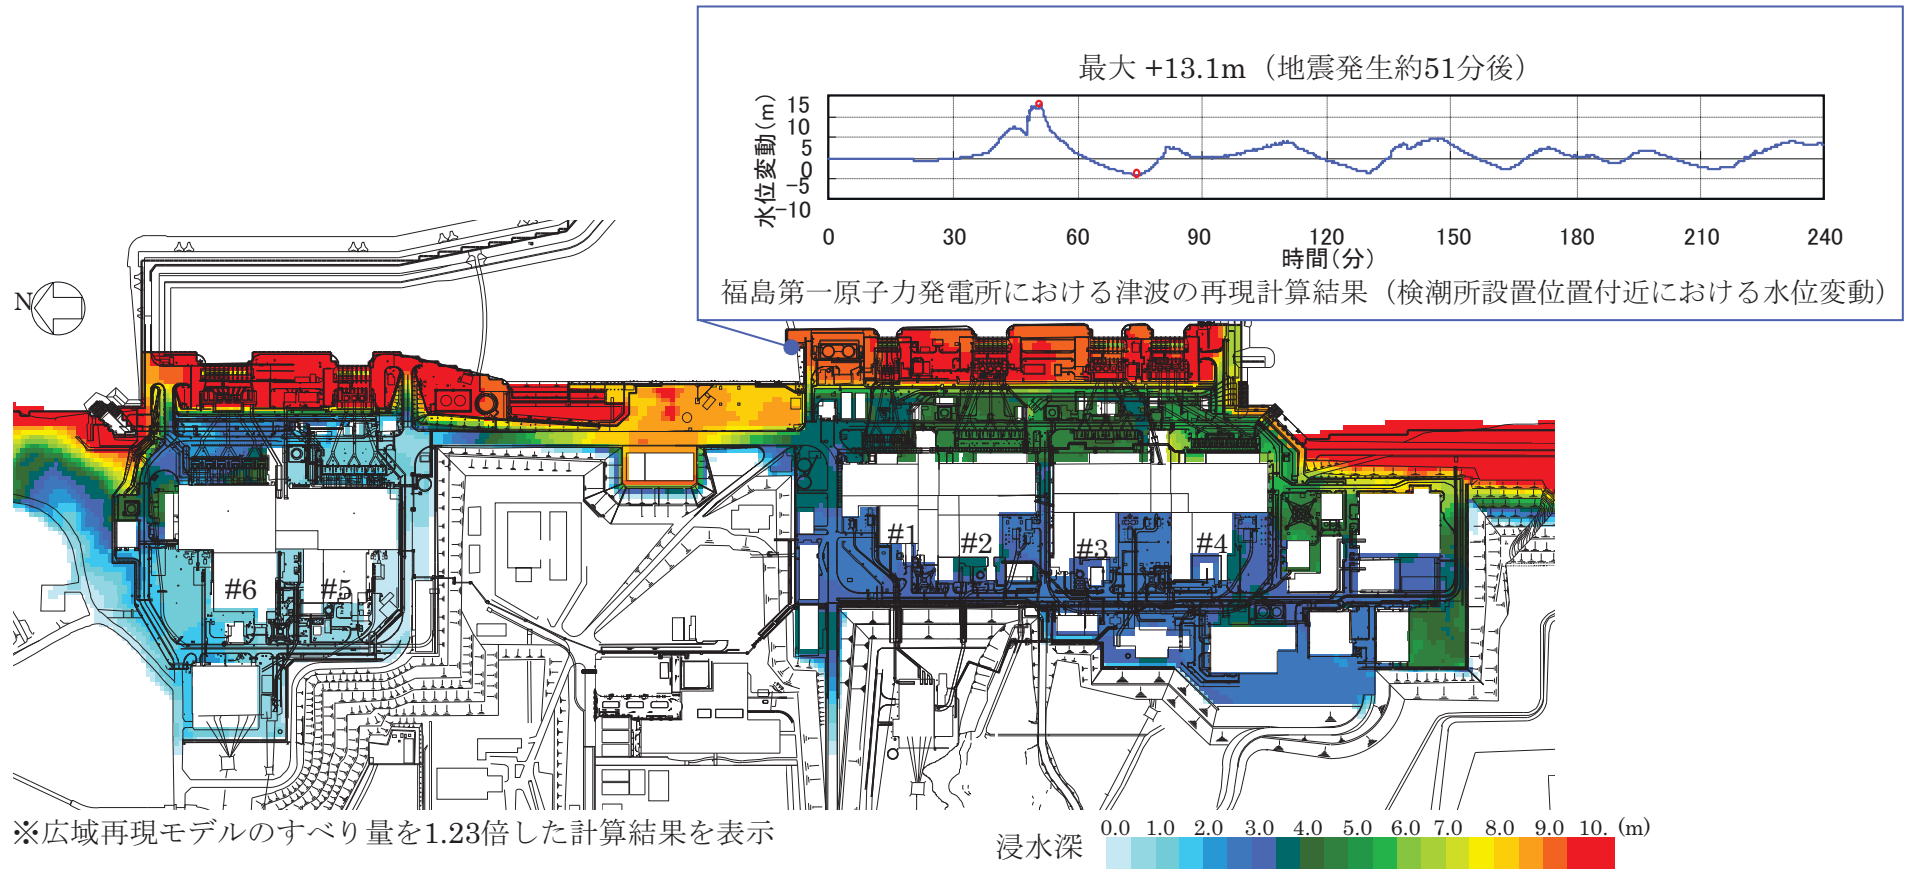 最大 +13.1m（地震発生約51分後）
水位変動(m)
15
10
5
0
-5
-10
0 30 60 90 120 150 180 210 240
時間(分)
福島第一原子力発電所における津波の再現計算結果（検潮所設置位置付近における水位変動）
N
#1
#2
#3
#4
#6
#5
※広域再現モデルのすべり量を1.23倍した計算結果を表示
浸水深
0.0 1.0 2.0 3.0 4.0 5.0 6.0 7.0 8.0 9.0 10. (m)